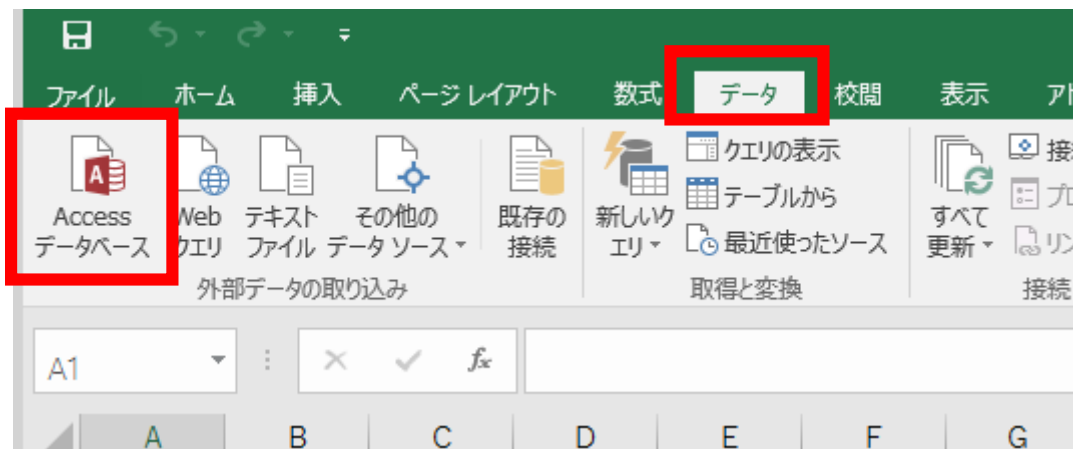 ファイル ホーム 挿入 ページ レイアウト 数式 データ 校閲 表示
Access
データベース
Web
クエリ
テキスト
ファイル
その他の
データ ソース
既存の
接続
新しいク
エリ
クエリの表示
テーブルから
最近使ったソース
すべて
更新
外部データの取り込み
取得と変換
接続
A1
fx
A B C D E F G